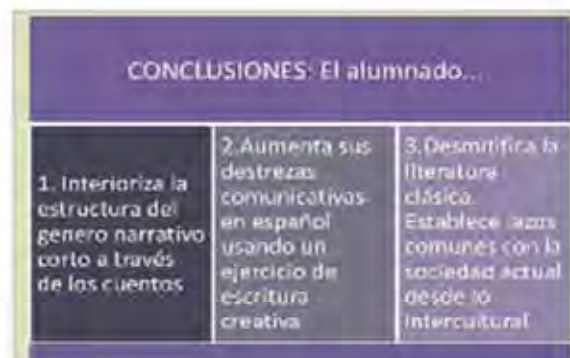 CONCLUSIONES: El alumnado...
1. Interioriza la
estructura del
genero narrativo
corto a través
de los cuentos
2.Aumenta sus
destrezas
comunicativas
en español
usando un
ejercicio de
escritura
creativa
3.Desmitifica la
literatura
clásica.
Establece lazos
comunes con la
sociedad actual
desde lo
intercultural